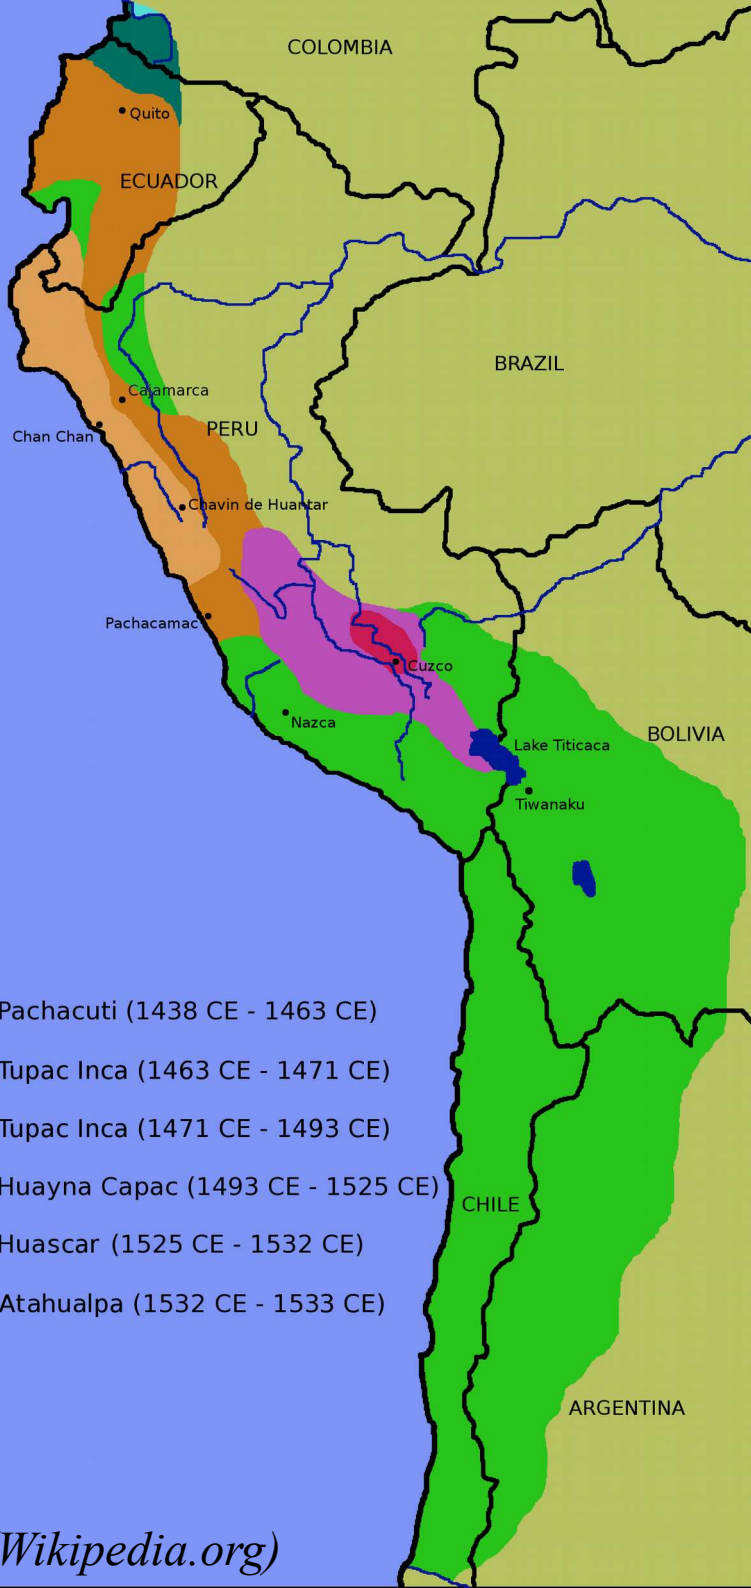 COLOMBIA
Quito
ECUADOR
BRAZIL
Cajamarca
PERU
Chan Chan
Chavin de Huantar
Pachacamac
Cuzco
Nazca
BOLIVIA
Lake Titicaca
Tiwanaku
Pachacuti (1438 CE - 1463 CE)
Tupac Inca (1463 CE - 1471 CE)
Tupac Inca (1471 CE - 1493 CE)
Huayna Capac (1493 CE - 1525 CE)
CHILE
Huascar (1525 CE - 1532 CE)
Atahualpa (1532 CE - 1533 CE)
ARGENTINA
(Wikipedia.org)